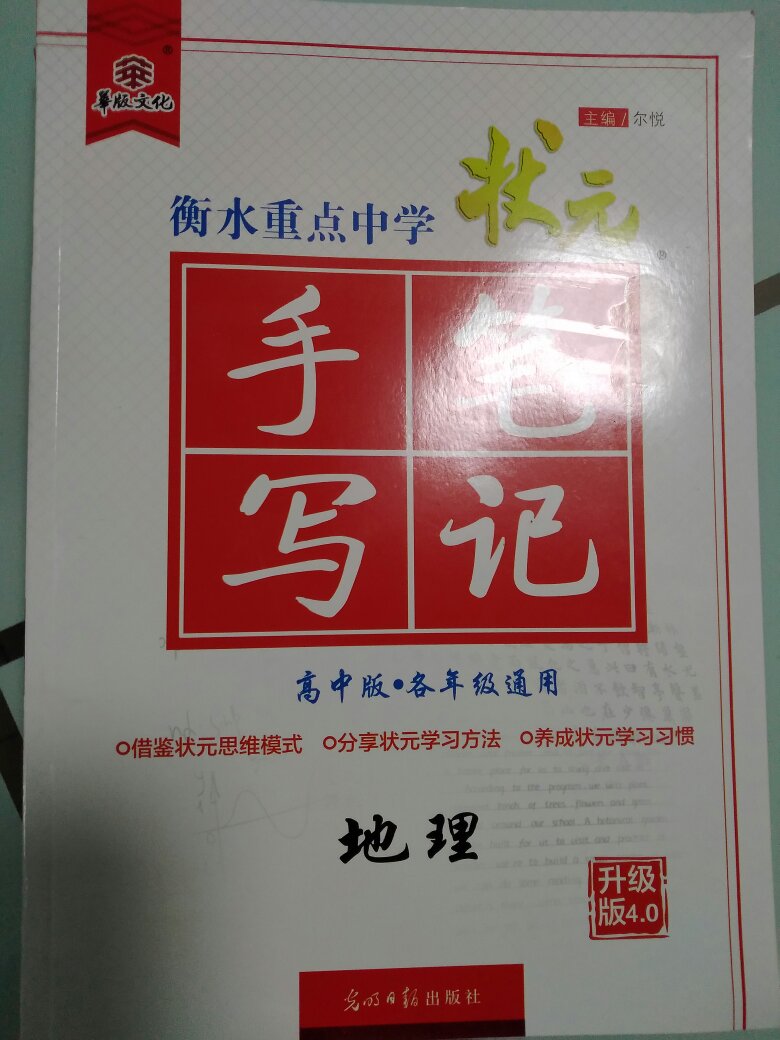 華版文化
®
主编/尔悦
衡水重点中学 状元
®
手写笔记
高中版·各年级通用
借鉴状元思维模式 分享状元学习方法 养成状元学习习惯
地理
升级
版4.0
光明日报出版社